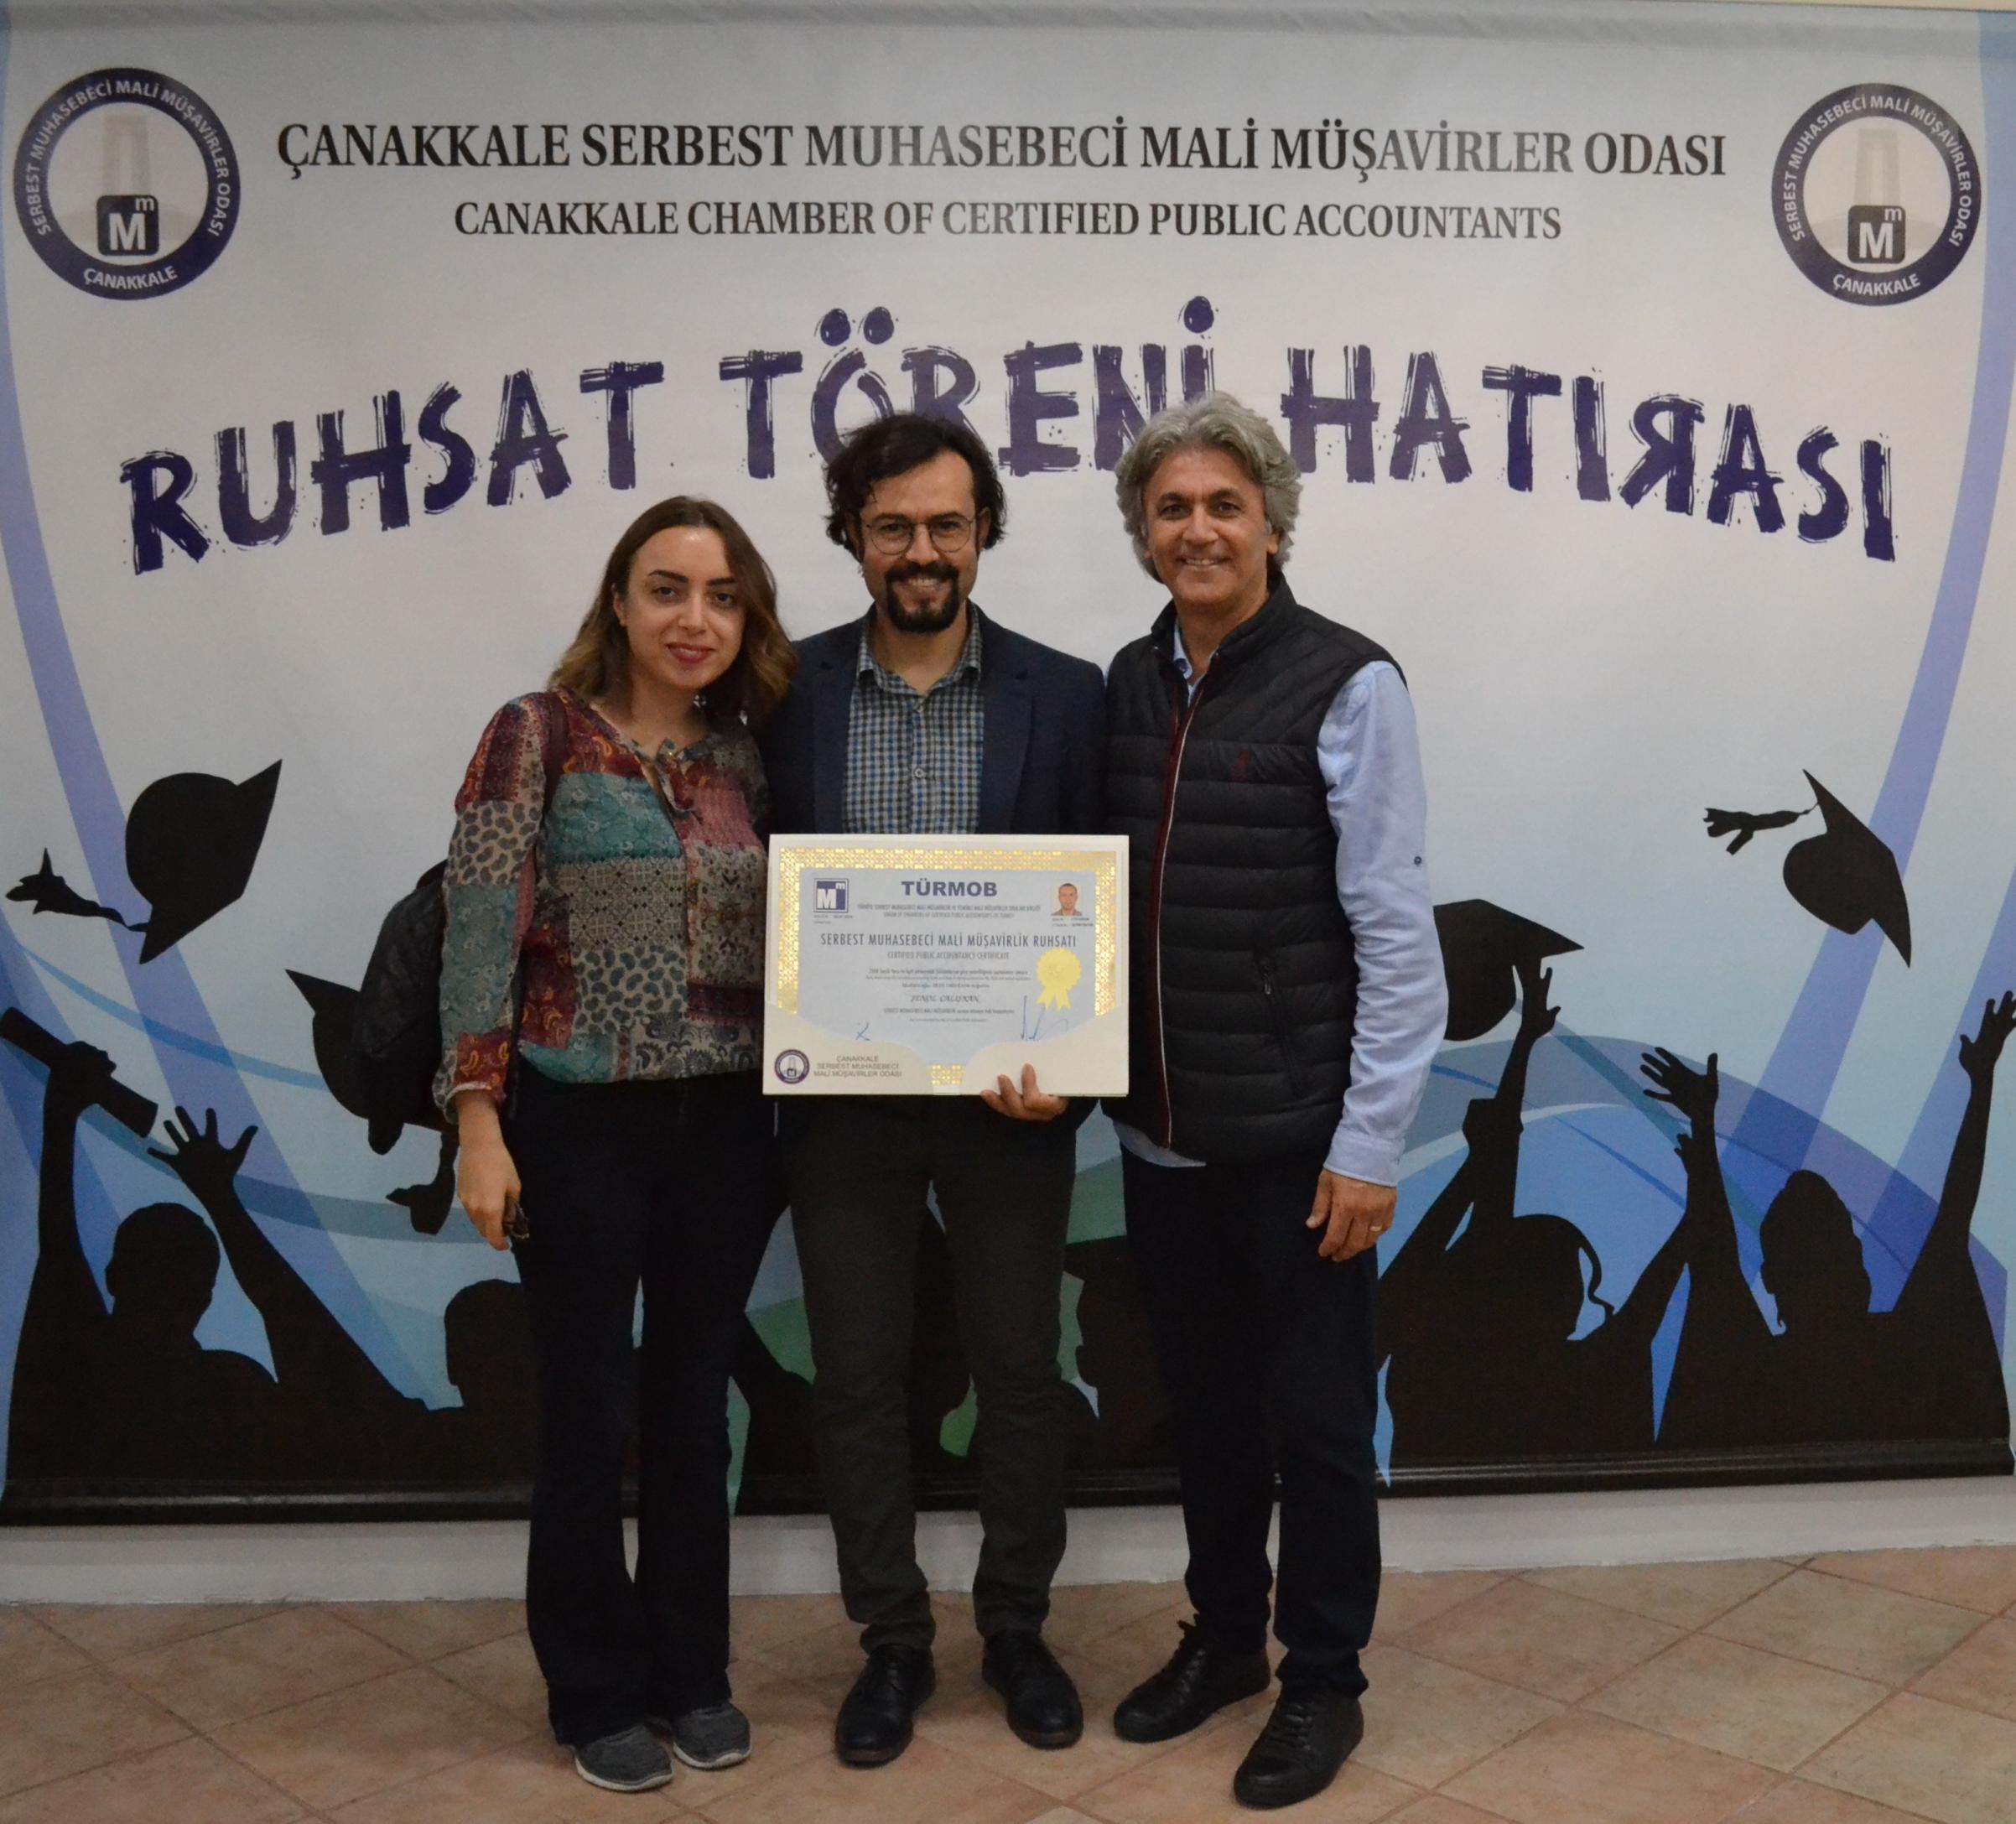 SERBEST MUHASEBECİ MALİ MÜŞAVİRLER ODASI
ÇANAKKALE
M m
ÇANAKKALE SERBEST MUHASEBECİ MALİ MÜŞAVİRLER ODASI
CANAKKALE CHAMBER OF CERTIFIED PUBLIC ACCOUNTANTS
SERBEST MUHASEBECİ MALİ MÜŞAVİRLER ODASI
ÇANAKKALE
M m
RUHSAT TÖRENİ HATIRASI
M m
TÜRMOB
SERBEST MUHASEBECİ MALİ MÜŞAVİRLİK RUHSATI
CERTIFIED PUBLIC ACCOUNTANCY CERTIFICATE
ÇANAKKALE
SERBEST MUHASEBECİ
MALİ MÜŞAVİRLER ODASI